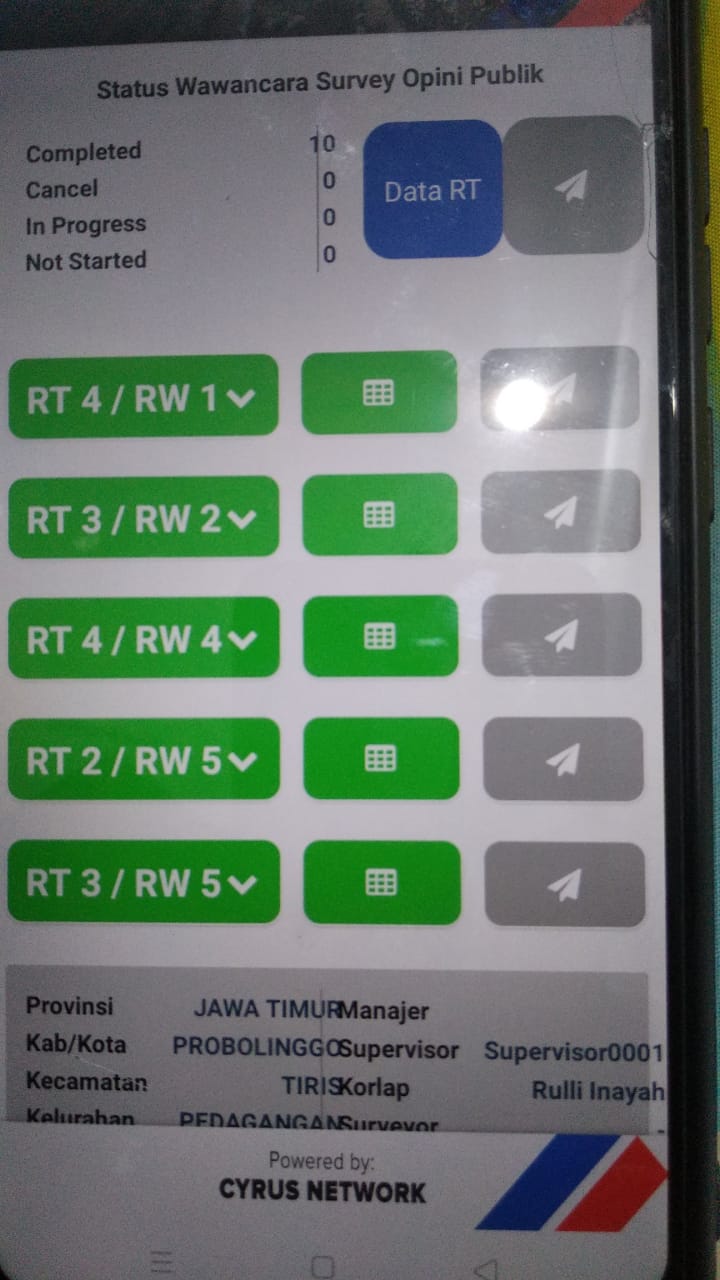 Status Wawancara Survey Opini Publik
Completed 10
Cancel 0
In Progress 0
Not Started 0
Data RT
RT 4 / RW 1
RT 3 / RW 2
RT 4 / RW 4
RT 2 / RW 5
RT 3 / RW 5
Provinsi JAWA TIMUR Manajer
Kab/Kota PROBOLINGGO Supervisor Supervisor0001
Kecamatan TIRIS Korlap Rulli Inayah
Kelurahan PEDAGANGAN Surveyor -
Powered by:
CYRUS NETWORK